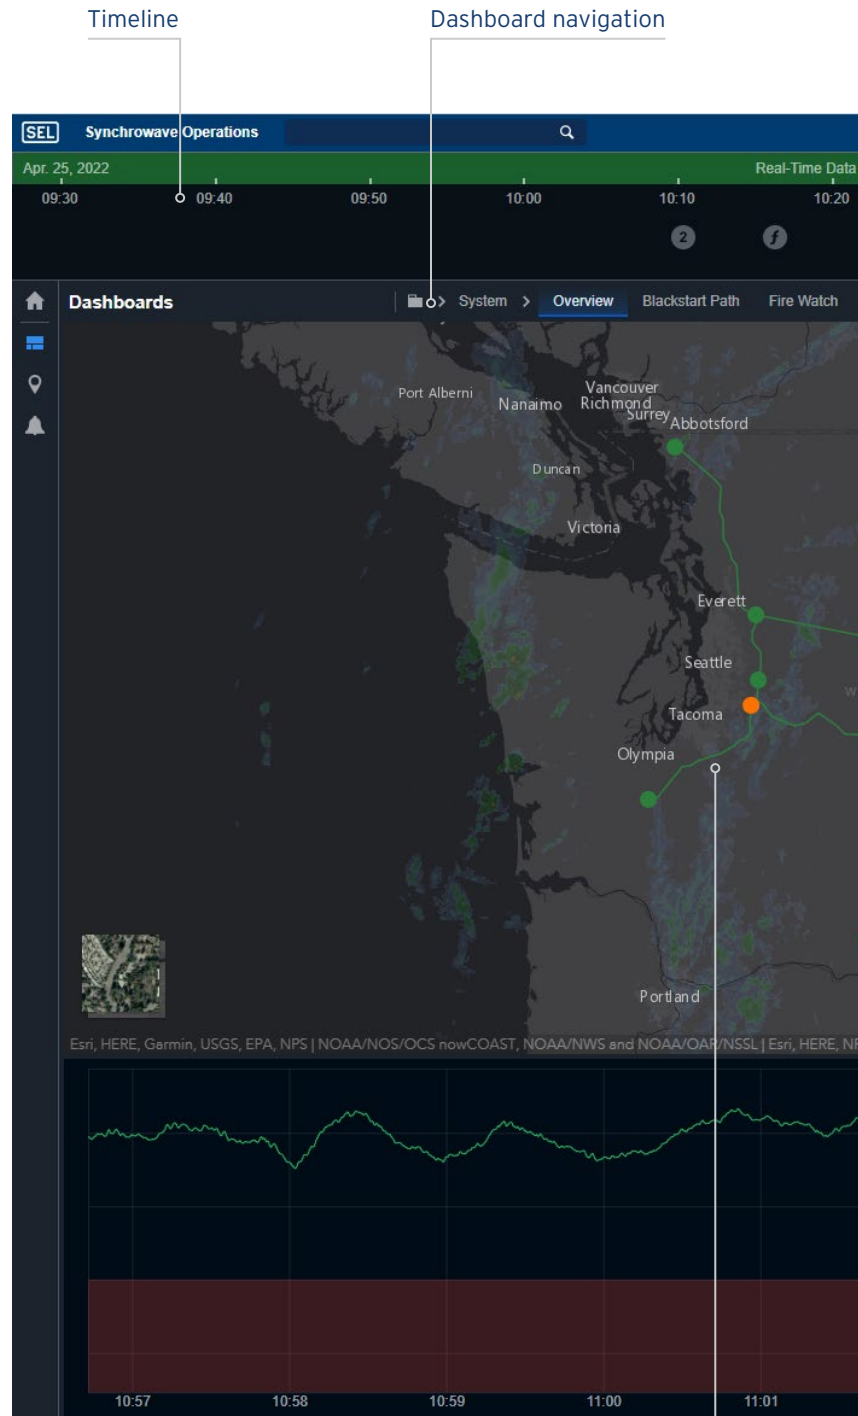 Timeline Dashboard navigation
SEL Synchrowave Operations
Apr. 25, 2022 Real-Time Data
09:30 09:40 09:50 10:00 10:10 10:20
2 f
Dashboards > System > Overview Blackstart Path Fire Watch
Vancouver
Port Alberni Nanaimo Richmond
Surrey Abbotsford
Duncan
Victoria
Everett
Seattle
W
Tacoma
Olympia
Portland
Esri, HERE, Garmin, USGS, EPA, NPS | NOAA/NOS/OCS nowCOAST, NOAA/NWS and NOAA/OAR/NSSL | Esri, HERE, NP
10:57 10:58 10:59 11:00 11:01